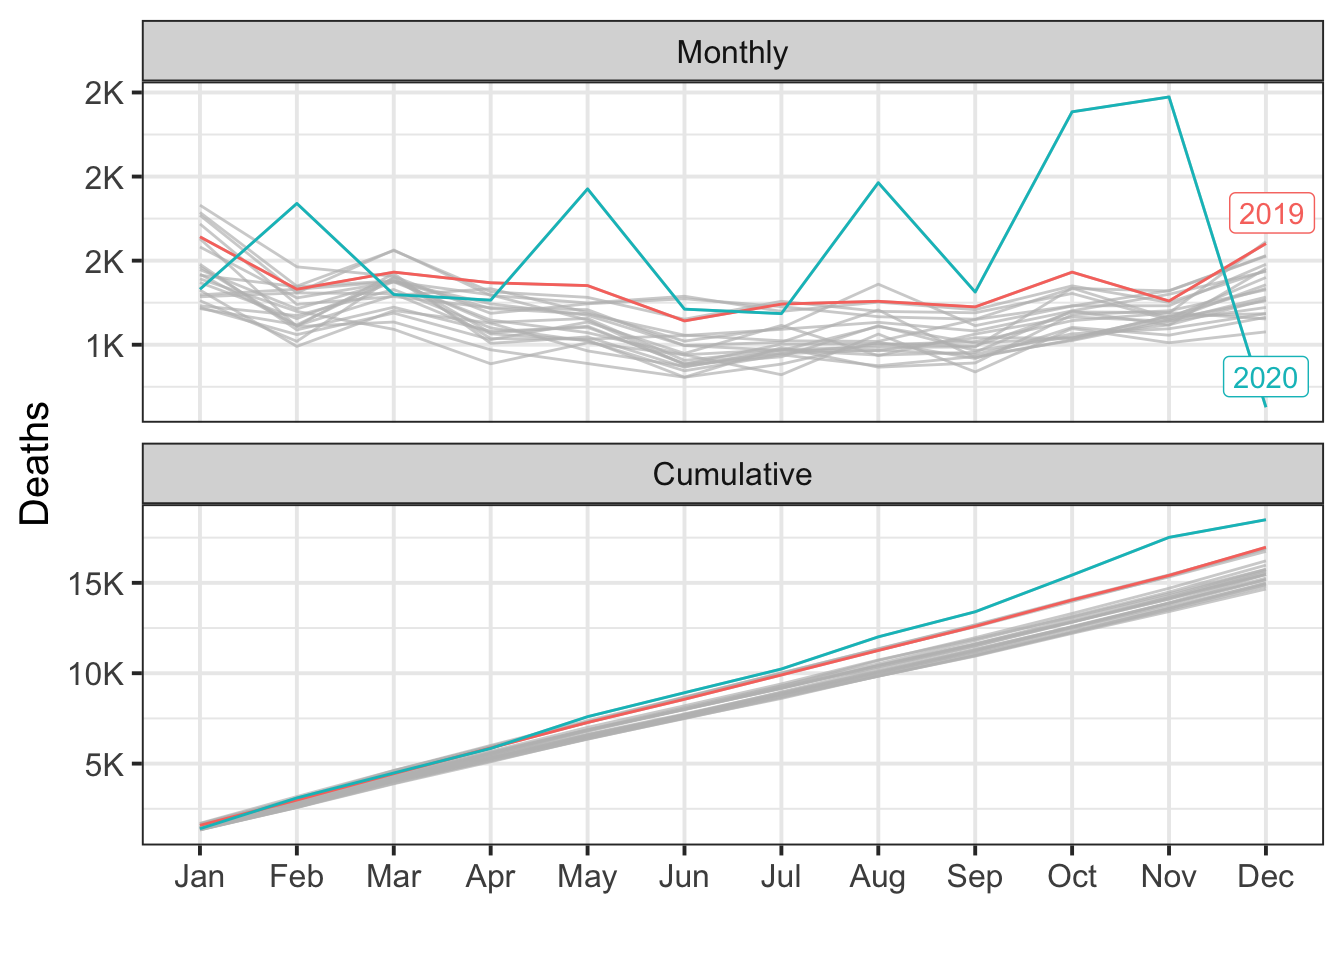 Monthly
2K
2K
2K
1K
2019
2020
Deaths
Cumulative
15K
10K
5K
Jan Feb Mar Apr May Jun Jul Aug Sep Oct Nov Dec